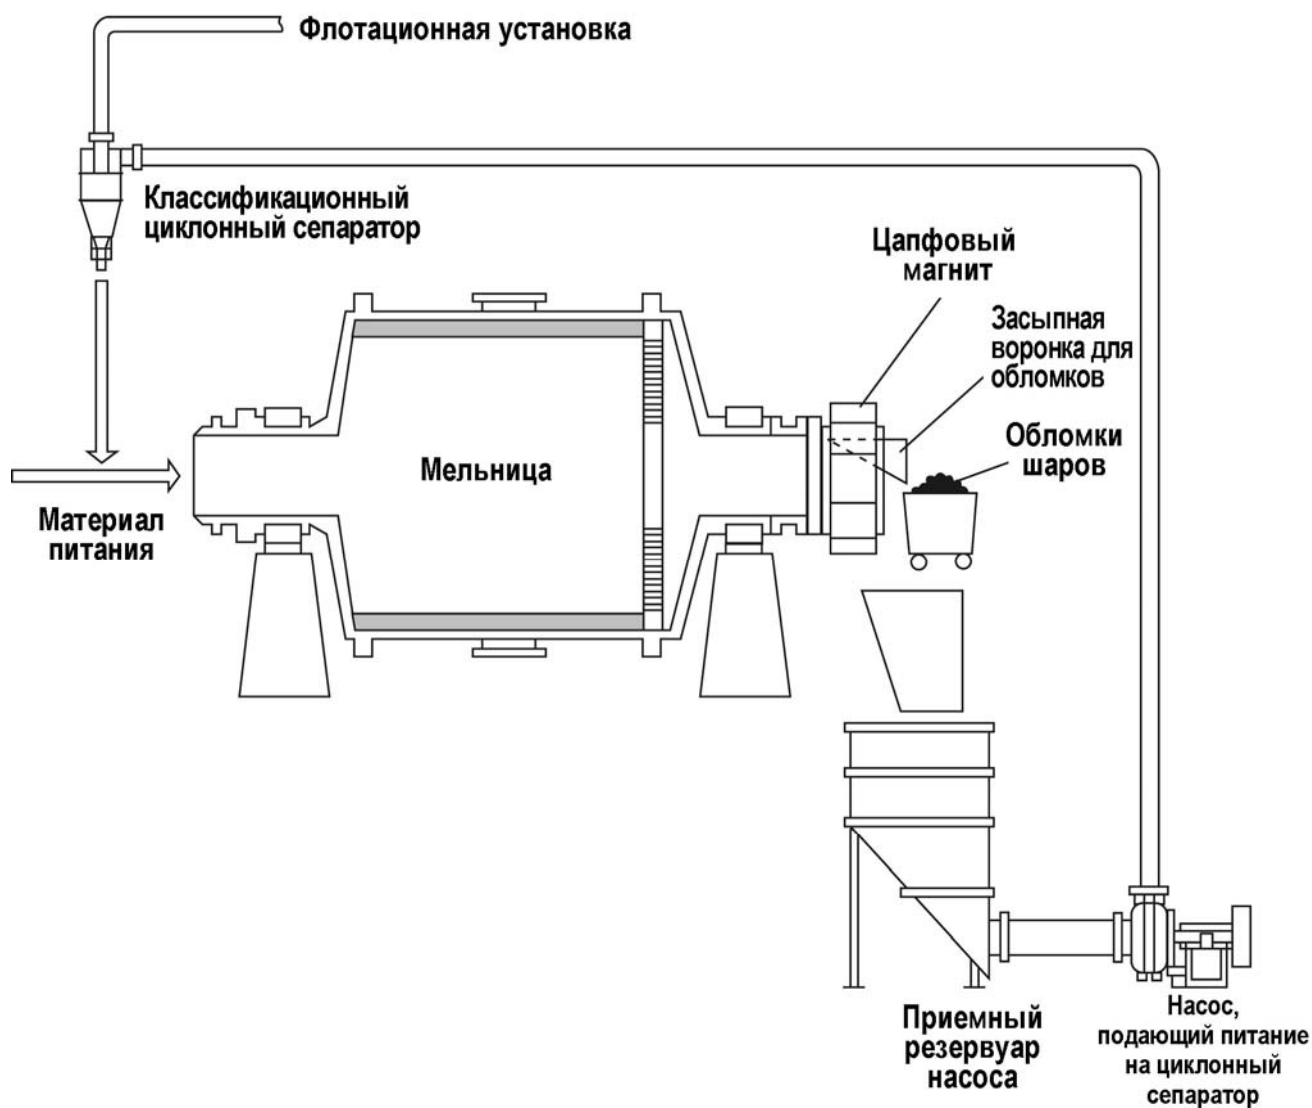 Флотационная установка
Классификационный
циклонный сепаратор
Цапфовый
магнит
Засыпная
воронка для
обломков
Обломки
шаров
Мельница
Материал
питания
Приемный
резервуар
насоса
Насос,
подающий питание
на циклонный
сепаратор